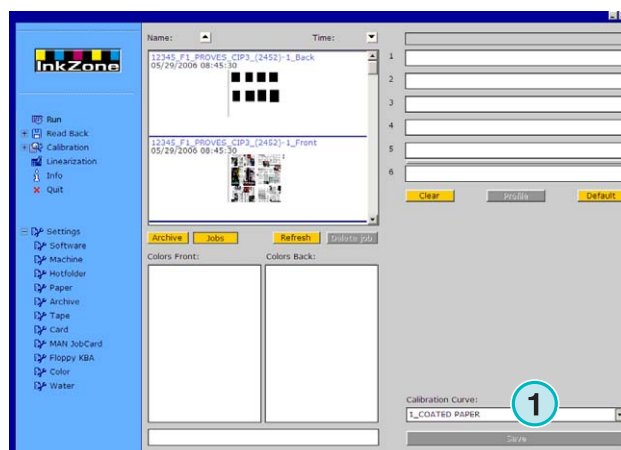 InkZone
Run
Read Back
Calibration
Linearization
Info
Quit
Settings
Software
Machine
Hotfolder
Paper
Archive
Tape
Card
MAN JobCard
Floppy KBA
Color
Water
Name:
Time:
12345_F1_PROVES_CIP3_(2452)-1_Back
05/29/2006 08:45:30
12345_F1_PROVES_CIP3_(2452)-1_Front
05/29/2006 08:45:30
Archive
Jobs
Refresh
Delete job
Colors Front:
Colors Back:
1
2
3
4
5
6
Clear
Profile
Default
Calibration Curve:
1_COATED PAPER
1
Save